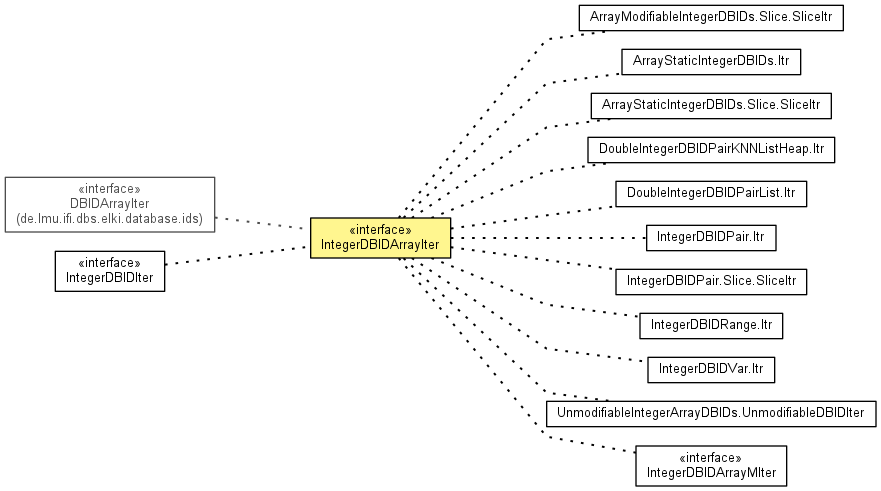 «interface»
DBIDArrayIter
(de.lmu.ifi.dbs.elki.database.ids)
«interface»
IntegerDBIDIter
«interface»
IntegerDBIDArrayIter
ArrayModifiableIntegerDBIDs.Slice.SliceItr
ArrayStaticIntegerDBIDs.Itr
ArrayStaticIntegerDBIDs.Slice.SliceItr
DoubleIntegerDBIDPairKNNListHeap.Itr
DoubleIntegerDBIDPairList.Itr
IntegerDBIDPair.Itr
IntegerDBIDPair.Slice.SliceItr
IntegerDBIDRange.Itr
IntegerDBIDVar.Itr
UnmodifiableIntegerArrayDBIDs.UnmodifiableDBIDIter
«interface»
IntegerDBIDArrayMIter